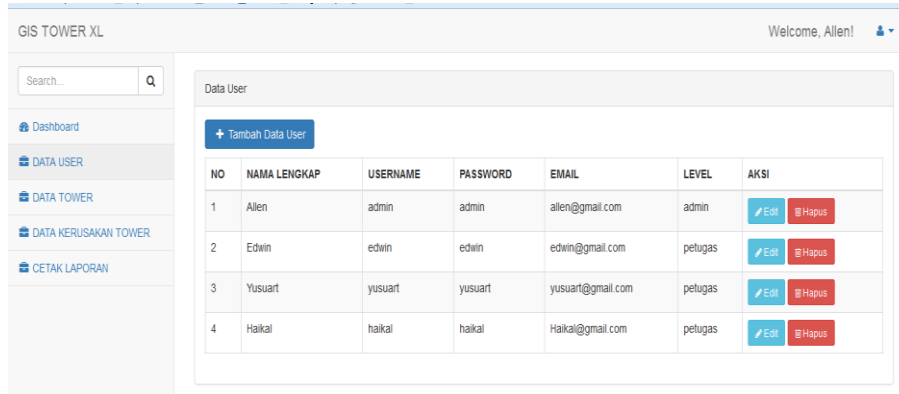 GIS TOWER XL
Welcome, Allen!
Search...
Dashboard
DATA USER
DATA TOWER
DATA KERUSAKAN TOWER
CETAK LAPORAN
Data User
+ Tambah Data User
NO NAMA LENGKAP USERNAME PASSWORD EMAIL LEVEL AKSI
1 Allen admin admin allen@gmail.com admin Edit Hapus
2 Edwin edwin edwin edwin@gmail.com petugas Edit Hapus
3 Yusuart yusuart yusuart yusuart@gmail.com petugas Edit Hapus
4 Haikal haikal haikal Haikal@gmail.com petugas Edit Hapus